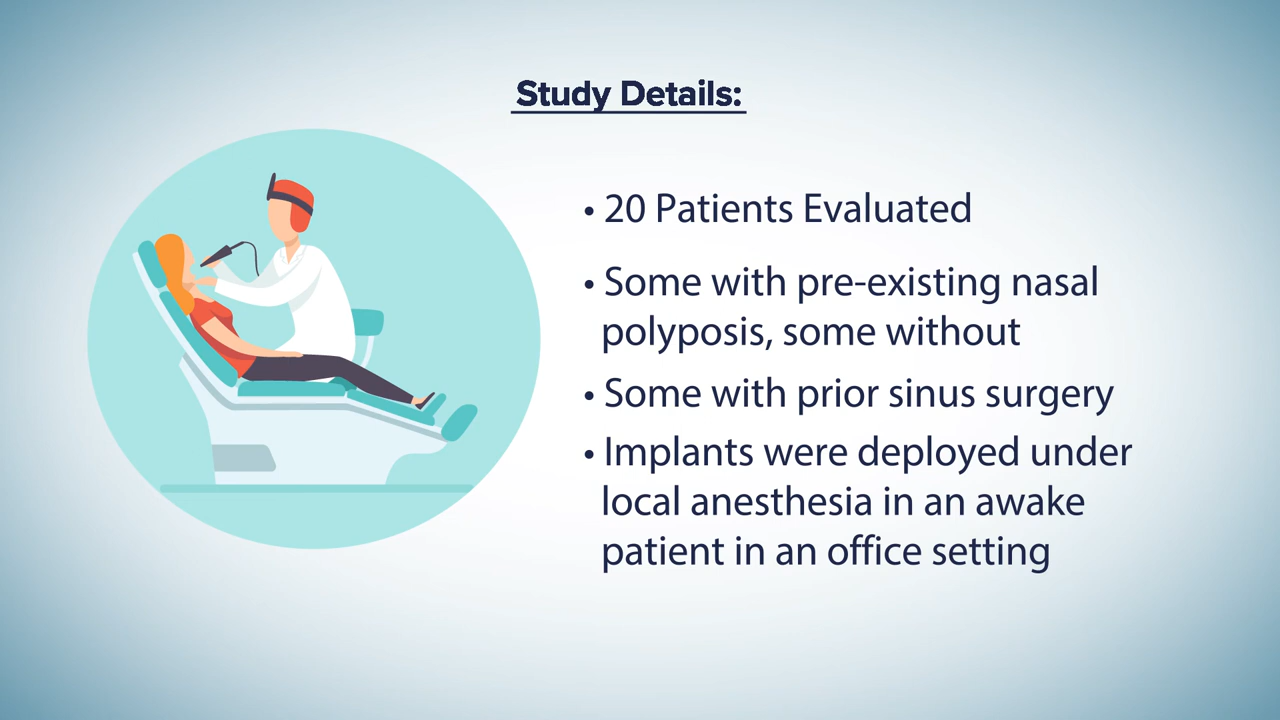 Study Details:
• 20 Patients Evaluated
• Some with pre-existing nasal
polyposis, some without
• Some with prior sinus surgery
• Implants were deployed under
local anesthesia in an awake
patient in an office setting